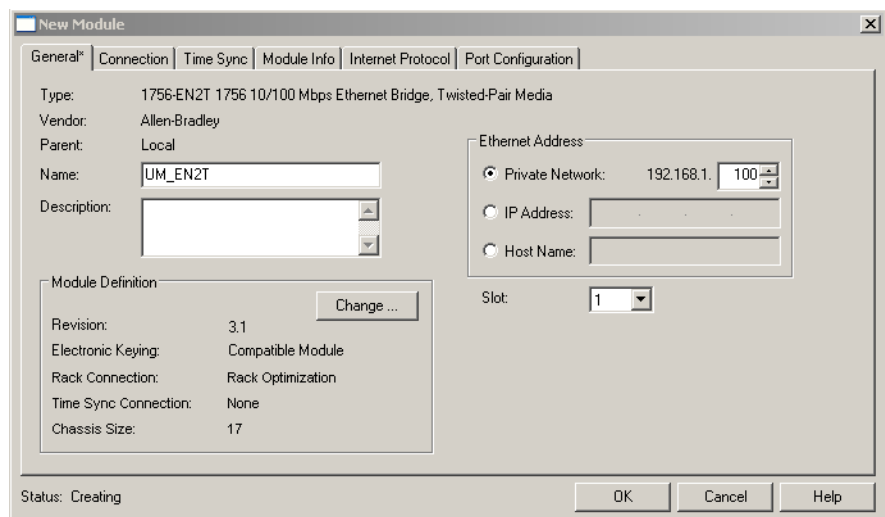 New Module
General* Connection Time Sync Module Info Internet Protocol Port Configuration
Type: 1756-EN2T 1756 10/100 Mbps Ethernet Bridge, Twisted-Pair Media
Vendor: Allen-Bradley
Parent: Local
Name: UM_EN2T
Description:
Ethernet Address
Private Network: 192.168.1. 100
IP Address: . . .
Host Name:
Slot: 1
Module Definition
Change ...
Revision: 3.1
Electronic Keying: Compatible Module
Rack Connection: Rack Optimization
Time Sync Connection: None
Chassis Size: 17
Status: Creating
OK Cancel Help